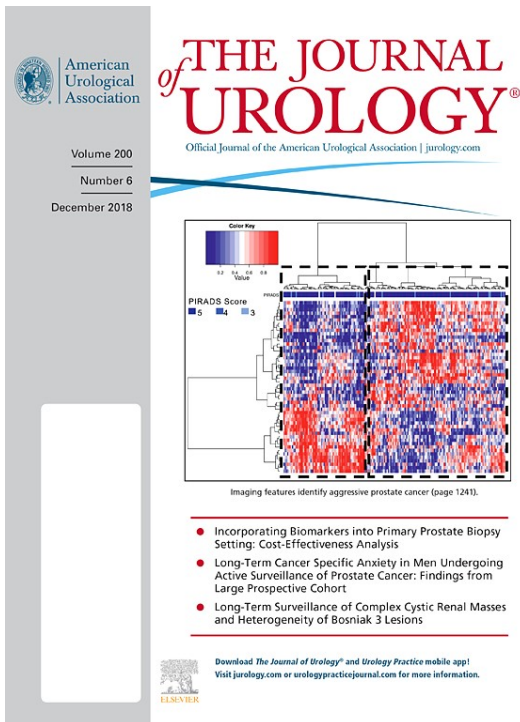 American
Urological
Association
THE JOURNAL
of UROLOGY®
Official Journal of the American Urological Association | jurology.com
Volume 200
Number 6
December 2018
Color Key
0.2 0.4 0.6 0.8
Value
PIRADS Score
5 4 3
PIRADS
Imaging features identify aggressive prostate cancer (page 1241).
Incorporating Biomarkers into Primary Prostate Biopsy
Setting: Cost-Effectiveness Analysis
Long-Term Cancer Specific Anxiety in Men Undergoing
Active Surveillance of Prostate Cancer: Findings from
Large Prospective Cohort
Long-Term Surveillance of Complex Cystic Renal Masses
and Heterogeneity of Bosniak 3 Lesions
Download The Journal of Urology® and Urology Practice mobile app!
Visit jurology.com or urologypracticejournal.com for more information.
ELSEVIER